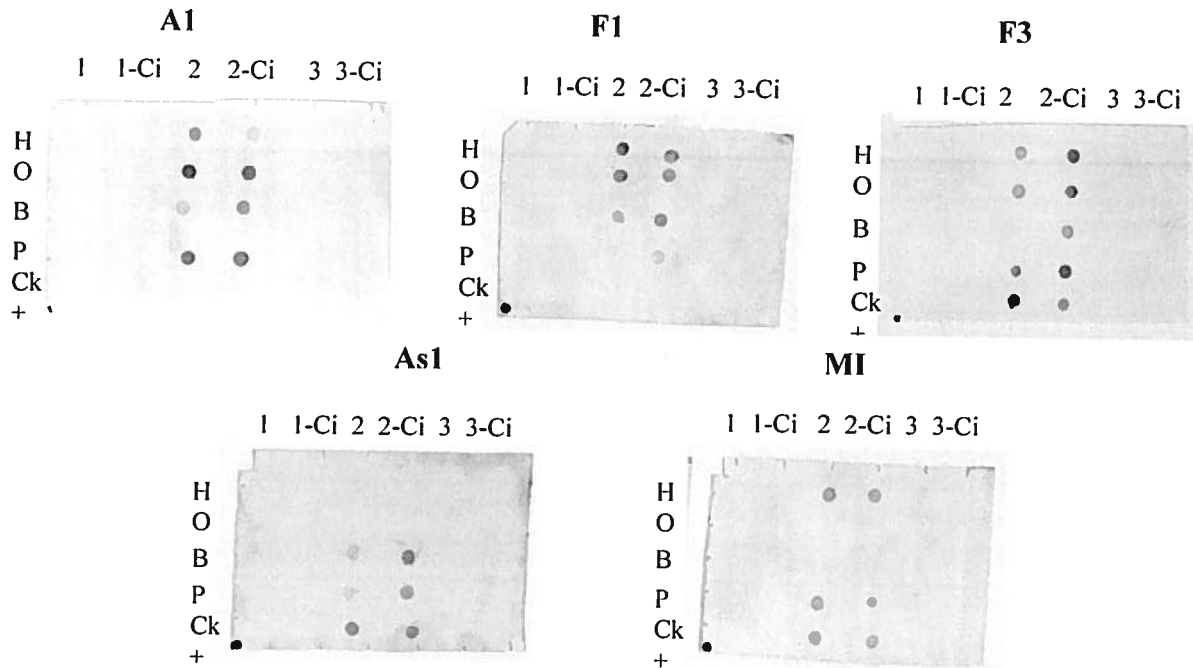 A1
1 1-Ci 2 2-Ci 3 3-Ci
H
O
B
P
Ck
+
F1
1 1-Ci 2 2-Ci 3 3-Ci
H
O
B
P
Ck
+
F3
1 1-Ci 2 2-Ci 3 3-Ci
H
O
B
P
Ck
+
As1
1 1-Ci 2 2-Ci 3 3-Ci
H
O
B
P
Ck
+
MI
1 1-Ci 2 2-Ci 3 3-Ci
H
O
B
P
Ck
+